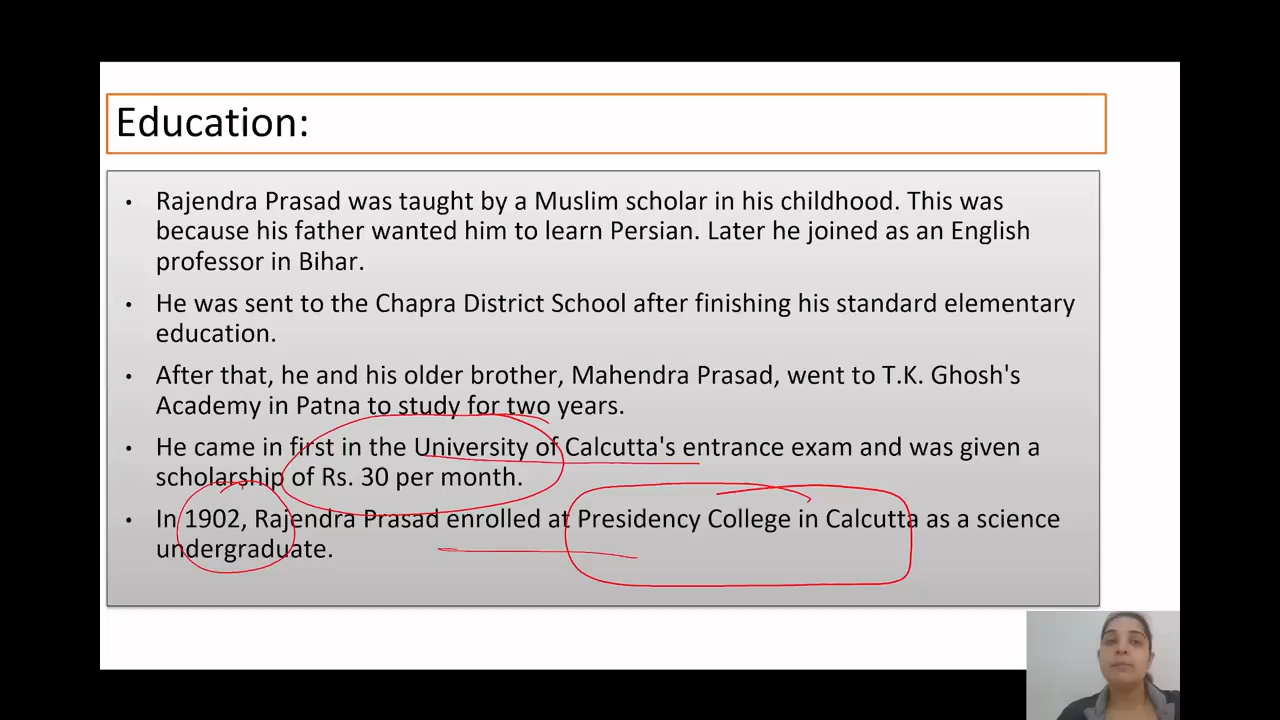 Education:
• Rajendra Prasad was taught by a Muslim scholar in his childhood. This was
because his father wanted him to learn Persian. Later he joined as an English
professor in Bihar.
• He was sent to the Chapra District School after finishing his standard elementary
education.
• After that, he and his older brother, Mahendra Prasad, went to T.K. Ghosh's
Academy in Patna to study for two years.
• He came in first in the University of Calcutta's entrance exam and was given a
scholarship of Rs. 30 per month.
• In 1902, Rajendra Prasad enrolled at Presidency College in Calcutta as a science
undergraduate.